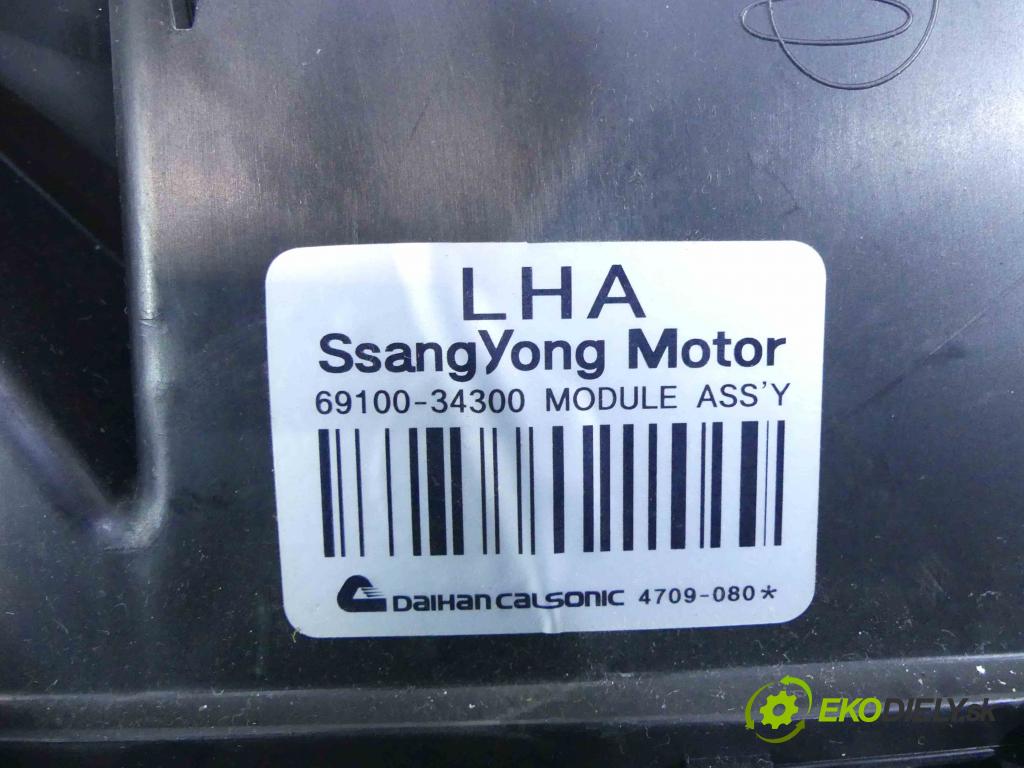 LHA
SsangYong Motor
69100-34300 MODULE ASS'Y
DAIHAN CALSONIC 4709-080*
EKODIELY.sk